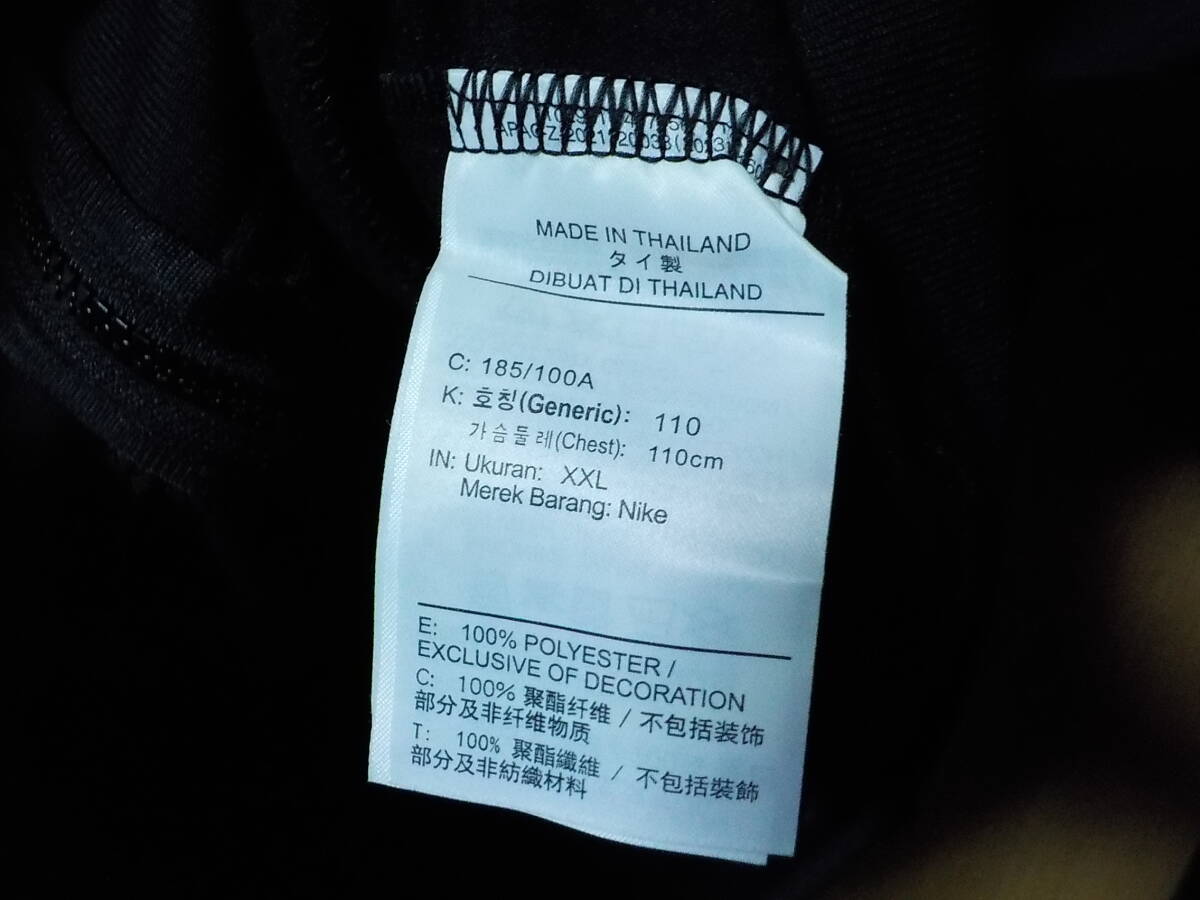 MADE IN THAILAND
タイ製
DIBUAT DI THAILAND
C: 185/100A
K: 호칭(Generic): 110
가슴둘레(Chest): 110cm
IN: Ukuran: XXL
Merek Barang: Nike
E: 100% POLYESTER /
EXCLUSIVE OF DECORATION
C: 100% 聚酯纤维 / 不包括装饰
部分及非纤维物质
T: 100% 聚酯纖維 / 不包括裝飾
部分及非紡織材料